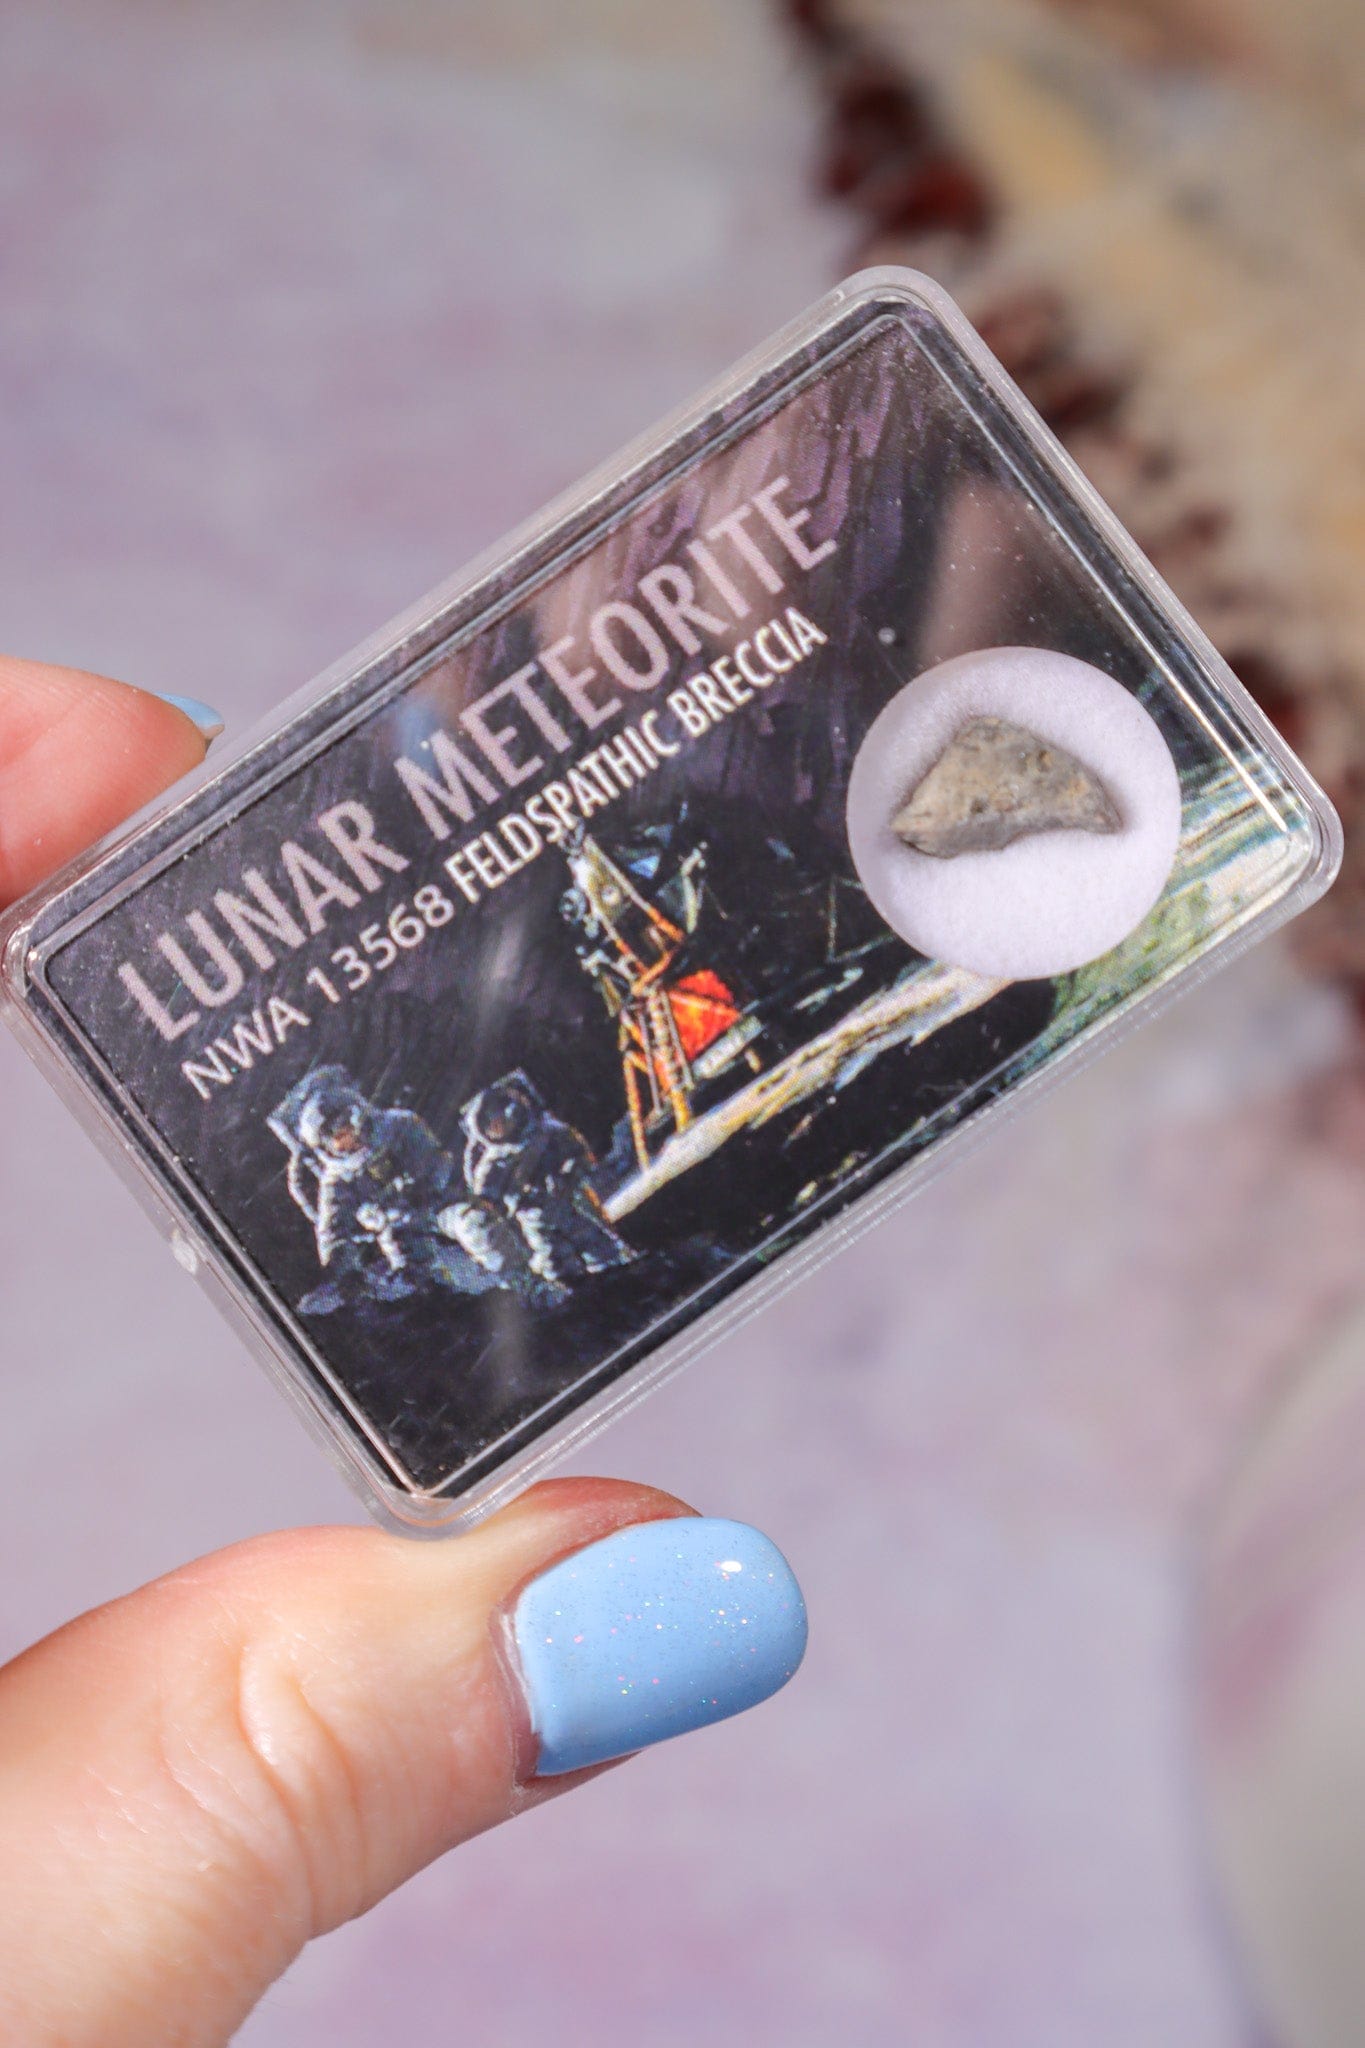 LUNAR METEORITE
NWA 13568 FELDSPATHIC BRECCIA